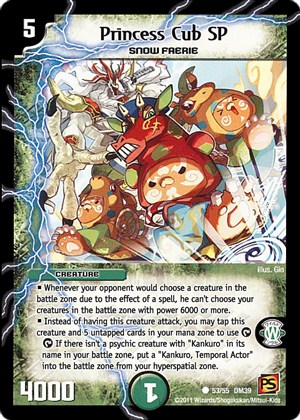 5
Princess Cub SP
SNOW FAERIE
illus. Gio
CREATURE
■ Whenever your opponent would choose a creature in the
battle zone due to the effect of a spell, he can't choose your
creatures in the battle zone with power 6000 or more.
■ Instead of having this creature attack, you may tap this
creature and 5 untapped cards in your mana zone to use
If there isn't a psychic creature with "Kankuro" in its
name in your battle zone, put a "Kankuro, Temporal Actor"
into the battle zone from your hyperspatial zone.
4000
1
53/55 DM39
©2011 Wizards/Shogakukan/Mitsui-Kids
PS
W